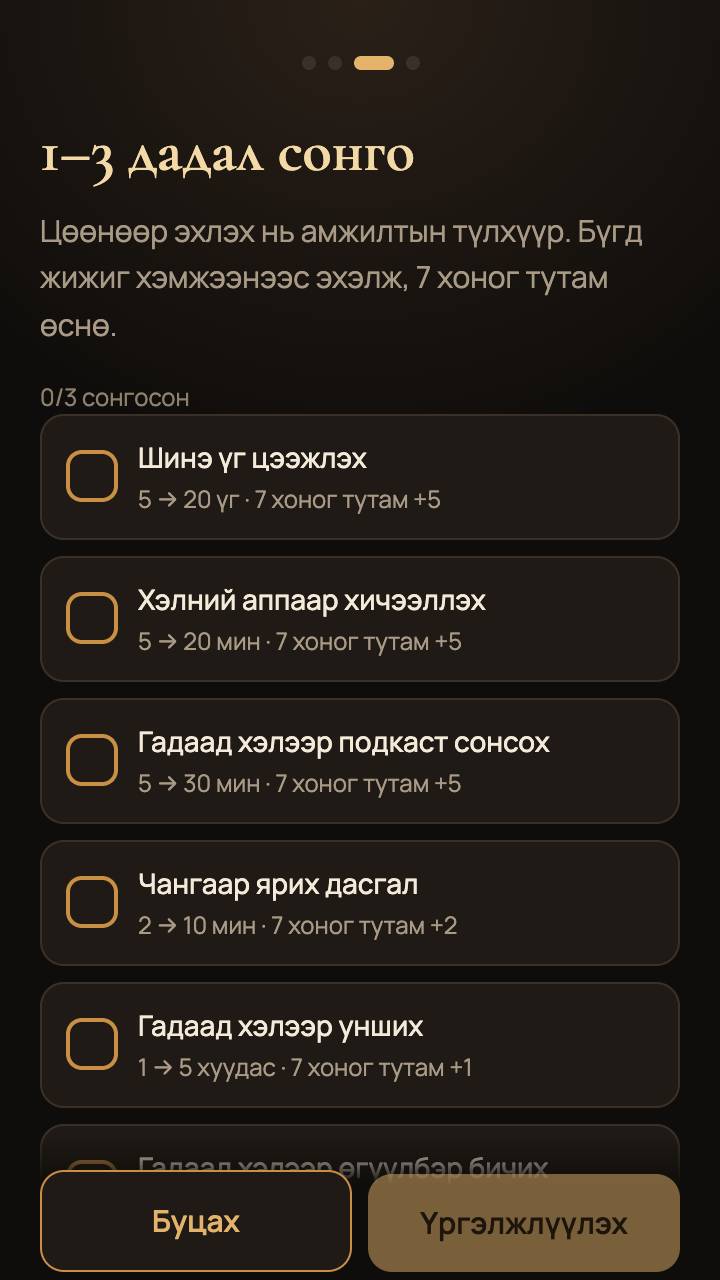 1–3 дадал сонго
Цөөнөөр эхлэх нь амжилтын түлхүүр. Бүгд
жижиг хэмжээнээс эхэлж, 7 хоног тутам
өснө.
0/3 сонгосон
Шинэ үг цээжлэх
5 → 20 үг · 7 хоног тутам +5
Хэлний аппаар хичээллэх
5 → 20 мин · 7 хоног тутам +5
Гадаад хэлээр подкаст сонсох
5 → 30 мин · 7 хоног тутам +5
Чангаар ярих дасгал
2 → 10 мин · 7 хоног тутам +2
Гадаад хэлээр унших
1 → 5 хуудас · 7 хоног тутам +1
Гадаад хэлээр өгүүлбэр бичих
Буцах
Үргэлжлүүлэх